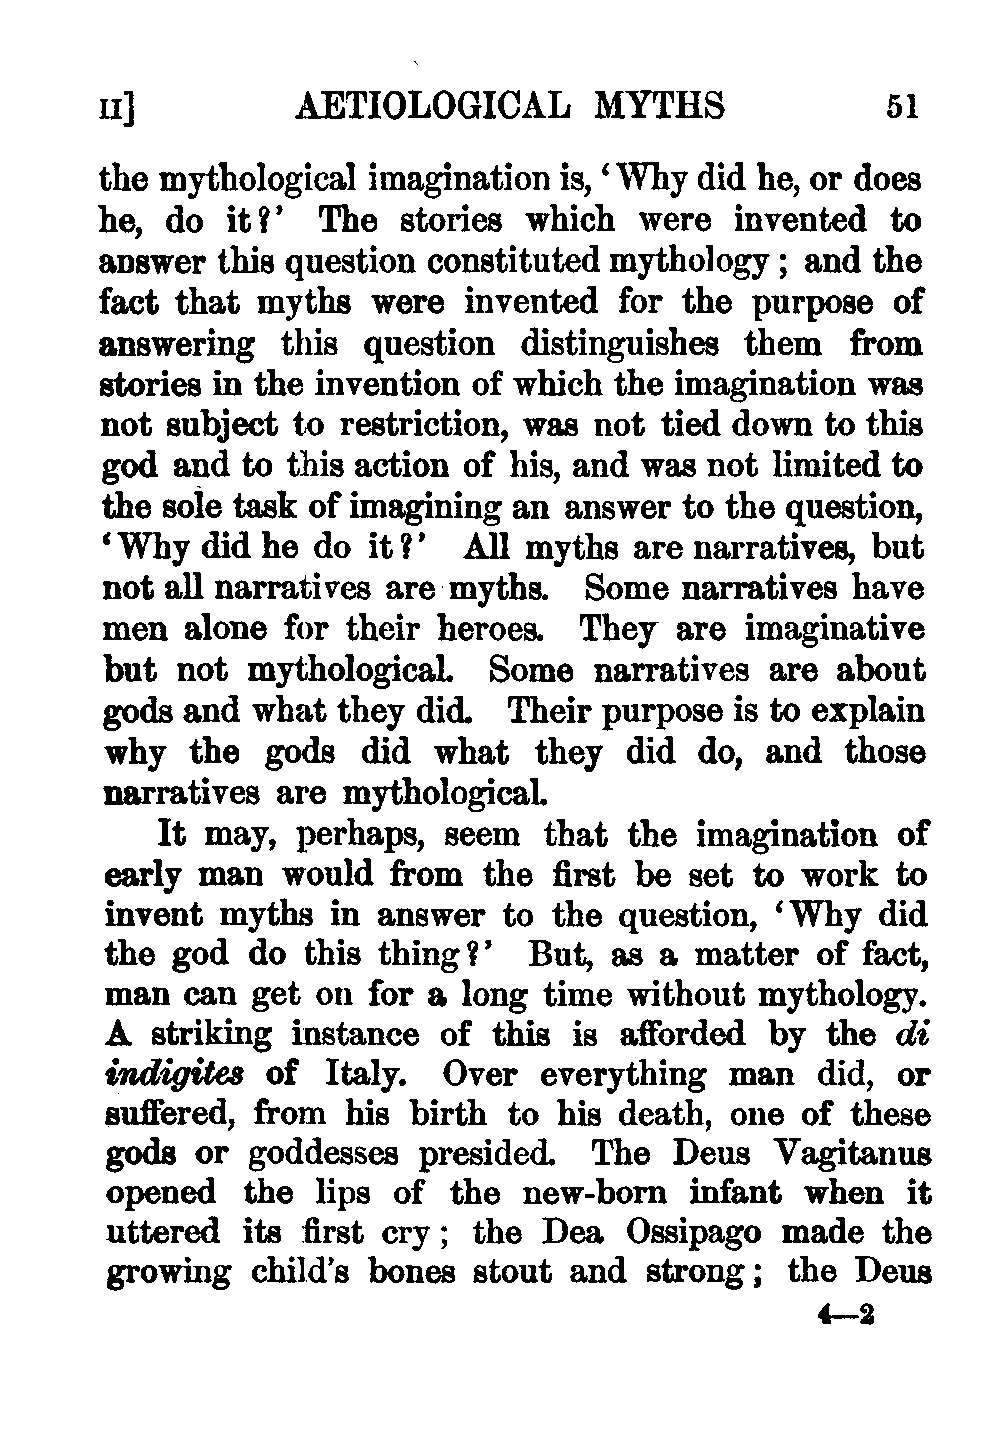 II] AETIOLOGICAL MYTHS 51
the mythological imagination is, ‘Why did he, or does
he, do it?’ The stories which were invented to
answer this question constituted mythology; and the
fact that myths were invented for the purpose of
answering this question distinguishes them from
stories in the invention of which the imagination was
not subject to restriction, was not tied down to this
god and to this action of his, and was not limited to
the sole task of imagining an answer to the question,
‘Why did he do it?’ All myths are narratives, but
not all narratives are myths. Some narratives have
men alone for their heroes. They are imaginative
but not mythological. Some narratives are about
gods and what they did. Their purpose is to explain
why the gods did what they did do, and those
narratives are mythological.
It may, perhaps, seem that the imagination of
early man would from the first be set to work to
invent myths in answer to the question, ‘Why did
the god do this thing?’ But, as a matter of fact,
man can get on for a long time without mythology.
A striking instance of this is afforded by the di
indigites of Italy. Over everything man did, or
suffered, from his birth to his death, one of these
gods or goddesses presided. The Deus Vagitanus
opened the lips of the new-born infant when it
uttered its first cry; the Dea Ossipago made the
growing child’s bones stout and strong; the Deus
4—2